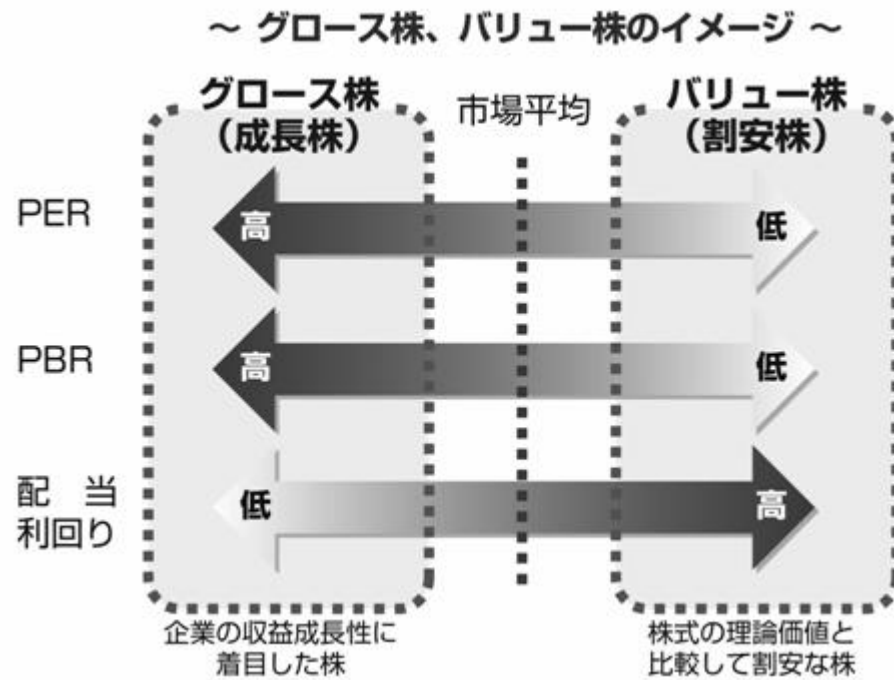 ～ グロース株、バリュー株のイメージ ～
グロース株
（成長株）
市場平均
バリュー株
（割安株）
PER
高
低
PBR
高
低
配 当
利回り
低
高
企業の収益成長性に
着目した株
株式の理論価値と
比較して割安な株